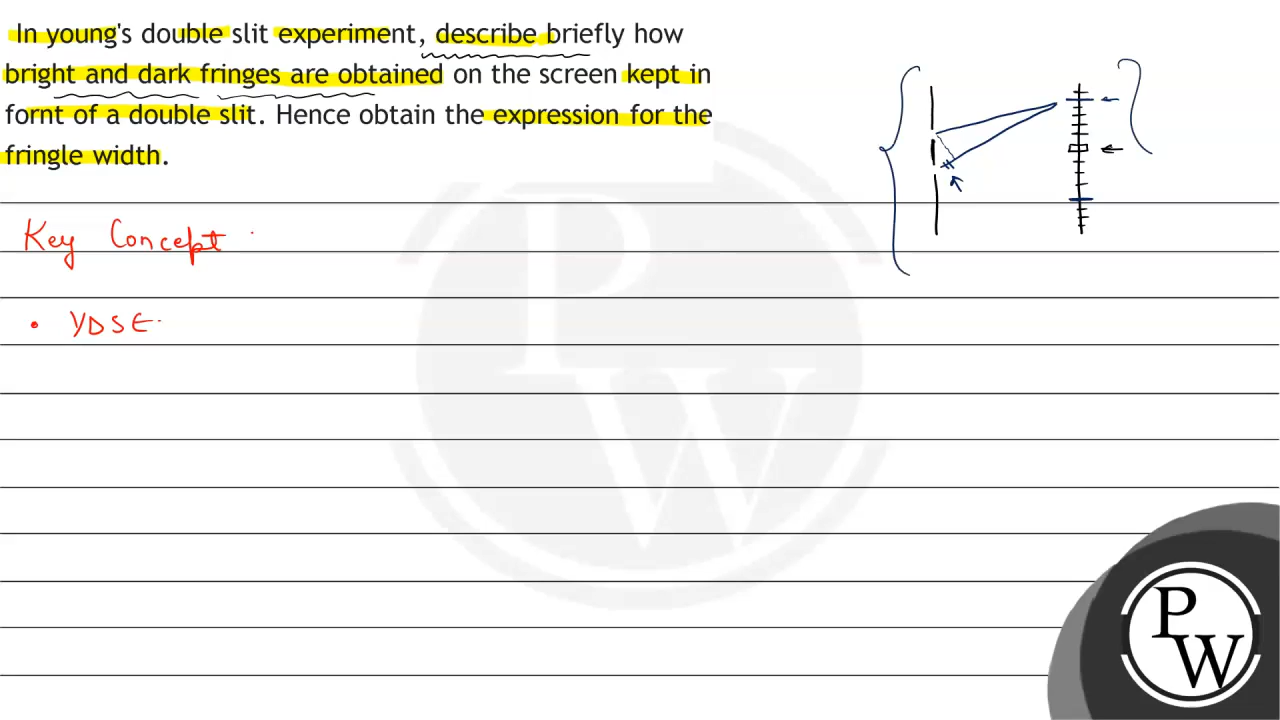 In young's double slit experiment, describe briefly how
bright and dark fringes are obtained on the screen kept in
fornt of a double slit. Hence obtain the expression for the
fringle width.
Key Concept
• YDSE
PW
PW